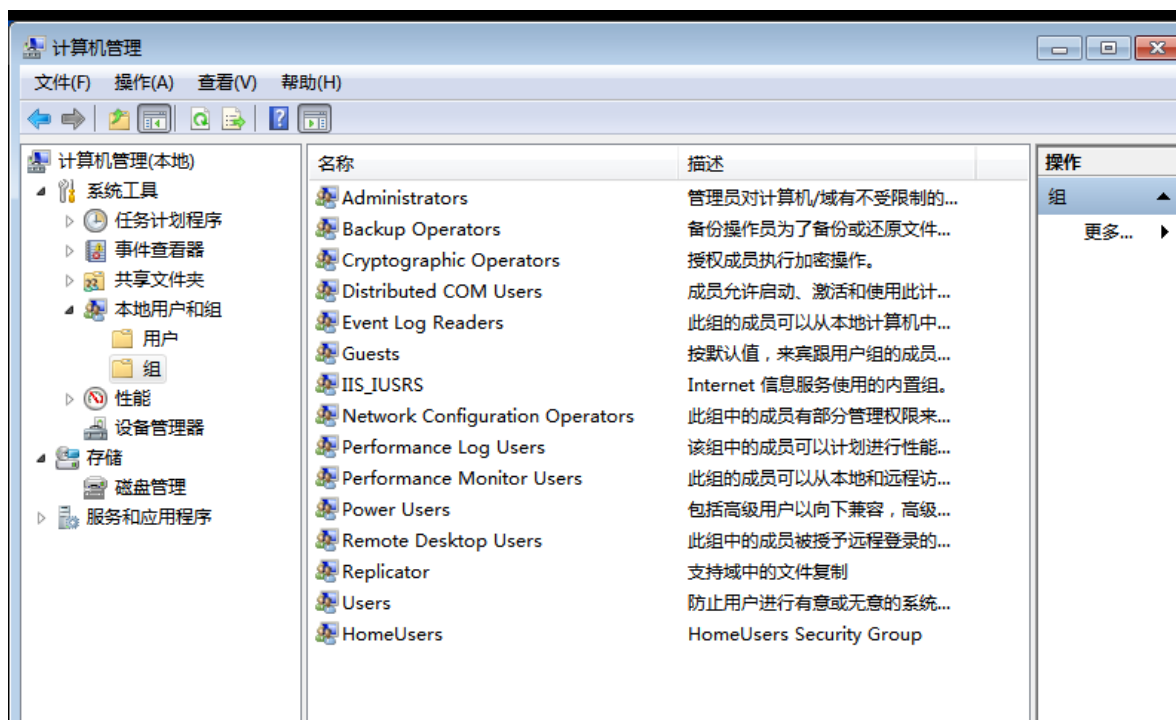 计算机管理
文件(F) 操作(A) 查看(V) 帮助(H)
计算机管理(本地)
系统工具
任务计划程序
事件查看器
共享文件夹
本地用户和组
用户
组
性能
设备管理器
存储
磁盘管理
服务和应用程序
名称 描述
Administrators 管理员对计算机/域有不受限制的...
Backup Operators 备份操作员为了备份或还原文件...
Cryptographic Operators 授权成员执行加密操作。
Distributed COM Users 成员允许启动、激活和使用此计...
Event Log Readers 此组的成员可以从本地计算机中...
Guests 按默认值，来宾跟用户组的成员...
IIS_IUSRS Internet 信息服务使用的内置组。
Network Configuration Operators 此组中的成员有部分管理权限来...
Performance Log Users 该组中的成员可以计划进行性能...
Performance Monitor Users 此组的成员可以从本地和远程访...
Power Users 包括高级用户以向下兼容，高级...
Remote Desktop Users 此组中的成员被授予远程登录的...
Replicator 支持域中的文件复制
Users 防止用户进行有意或无意的系统...
HomeUsers HomeUsers Security Group
操作
组
更多...